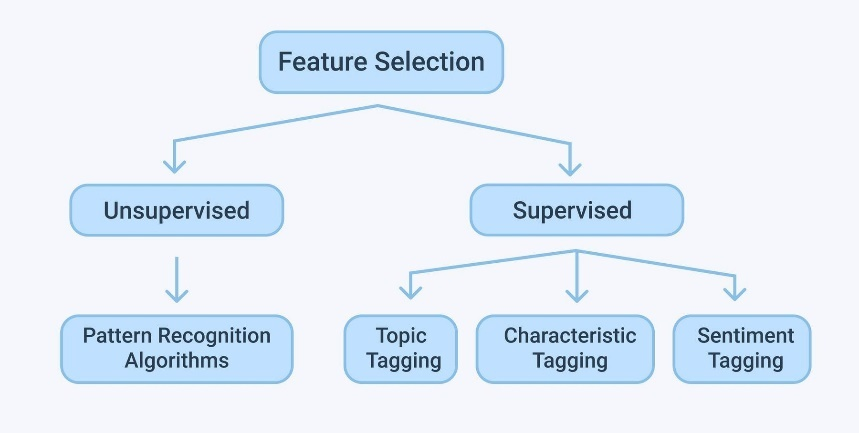 Feature Selection
Unsupervised
Supervised
Pattern Recognition
Algorithms
Topic
Tagging
Characteristic
Tagging
Sentiment
Tagging